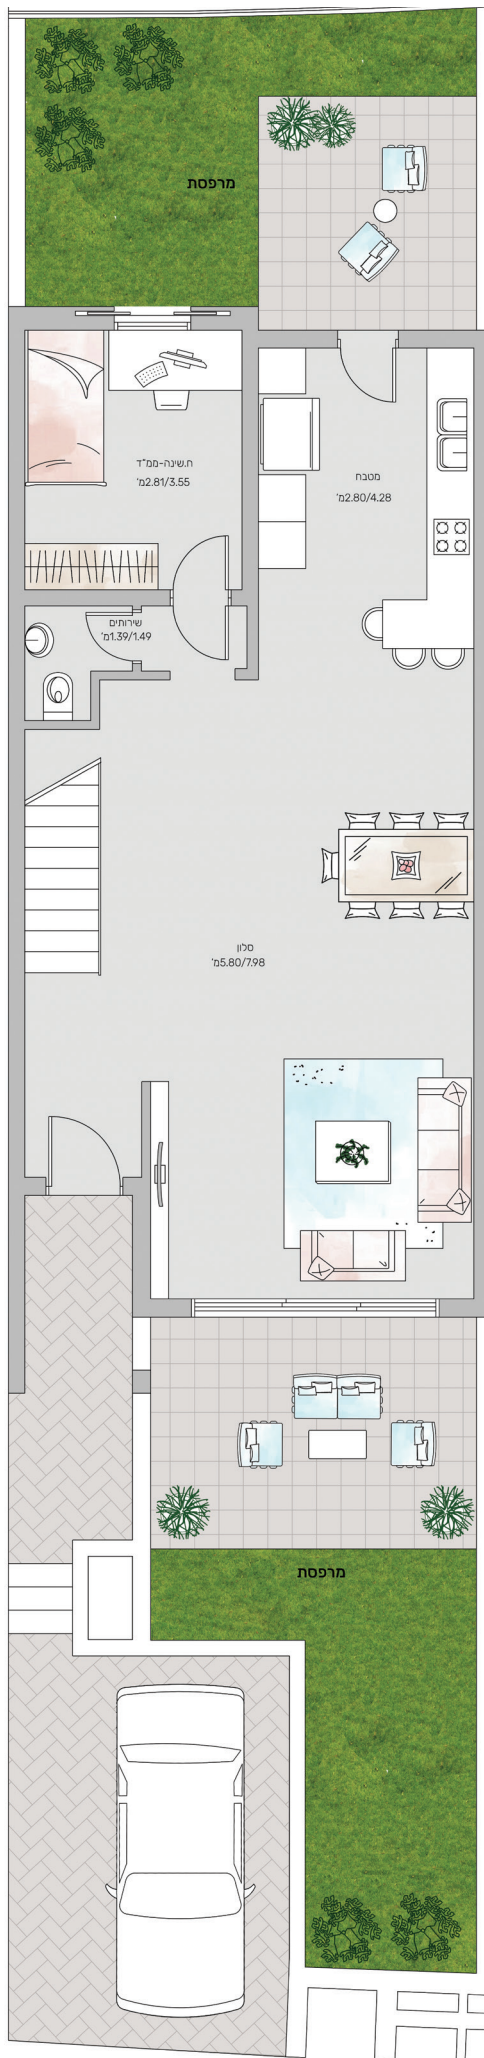 מרפסת
ח.שינה-ממ"ד
2.81/3.55מ'
מטבח
2.80/4.28מ'
שירותים
1.39/1.49מ'
סלון
5.80/7.98מ'
מרפסת